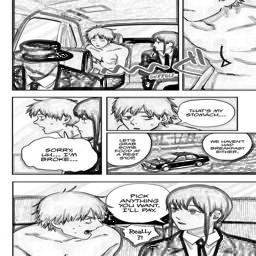 THAT'S MY
STOMACH...
SORRY.
UH... I'M
BROKE...
LET'S
GRAB
SOME
FOOD AT
A REST
STOP.
WE HAVEN'T
HAD
BREAKFAST
EITHER.
PICK
ANYTHING
YOU WANT.
I'LL PAY.
Really
?!